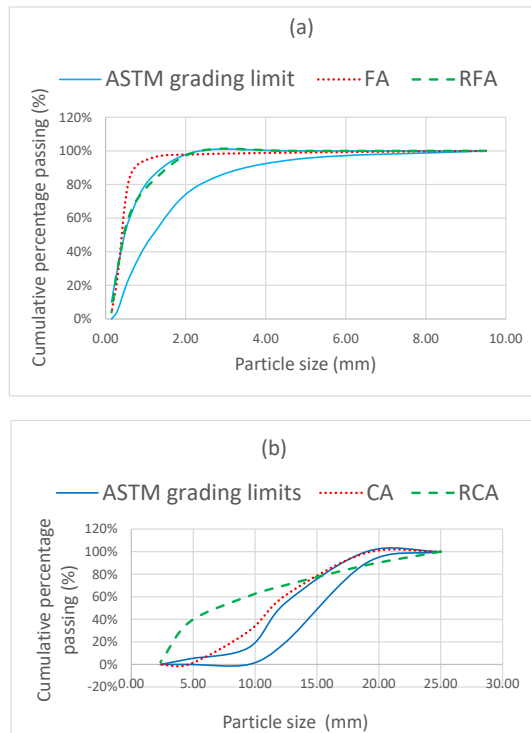 (a)
ASTM grading limit FA RFA
Cumulative percentage passing (%)
120%
100%
80%
60%
40%
20%
0%
0.00 2.00 4.00 6.00 8.00 10.00
Particle size (mm)
(b)
ASTM grading limits CA RCA
Cumulative percentage
passing (%)
120%
100%
80%
60%
40%
20%
0%
-20%
0.00 5.00 10.00 15.00 20.00 25.00 30.00
Particle size (mm)